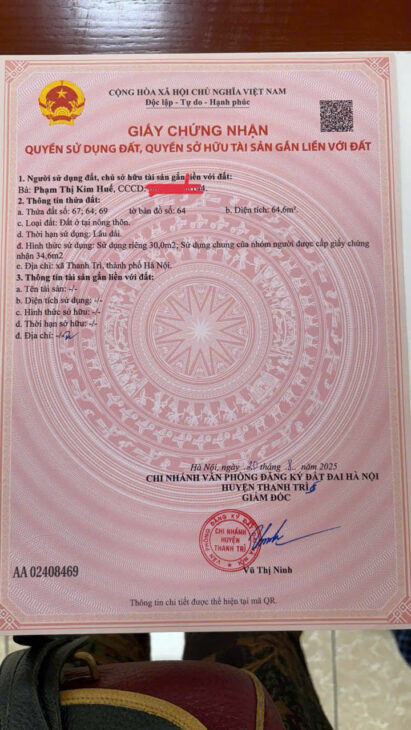 CỘNG HÒA XÃ HỘI CHỦ NGHĨA VIỆT NAM
Độc lập - Tự do - Hạnh phúc
GIẤY CHỨNG NHẬN
QUYỀN SỬ DỤNG ĐẤT, QUYỀN SỞ HỮU TÀI SẢN GẮN LIỀN VỚI ĐẤT
1. Người sử dụng đất, chủ sở hữu tài sản gắn liền với đất:
Bà: Phạm Thị Kim Huế, CCCD:
2. Thông tin thửa đất:
a. Thửa đất số: 67; 64; 69 tờ bản đồ số: 64 b. Diện tích: 64,6m².
c. Loại đất: Đất ở tại nông thôn.
d. Thời hạn sử dụng: Lâu dài.
đ. Hình thức sử dụng: Sử dụng riêng 30,0m2; Sử dụng chung của nhóm người được cấp giấy chứng
nhận 34,6m2
e. Địa chỉ: xã Thanh Trì, thành phố Hà Nội.
3. Thông tin tài sản gắn liền với đất:
a. Tên tài sản: -/-
b. Diện tích sử dụng: -/-
c. Hình thức sở hữu: -/-
d. Thời hạn sở hữu: -/-
đ. Địa chỉ: -/-
Hà Nội, ngày 20 tháng 8 năm 2025
CHI NHÁNH VĂN PHÒNG ĐĂNG KÝ ĐẤT ĐAI HÀ NỘI
HUYỆN THANH TRÌ
GIÁM ĐỐC
CHI NHÁNH
HUYỆN
THANH TRÌ
Vũ Thị Ninh
AA 02408469
Thông tin chi tiết được thể hiện tại mã QR.